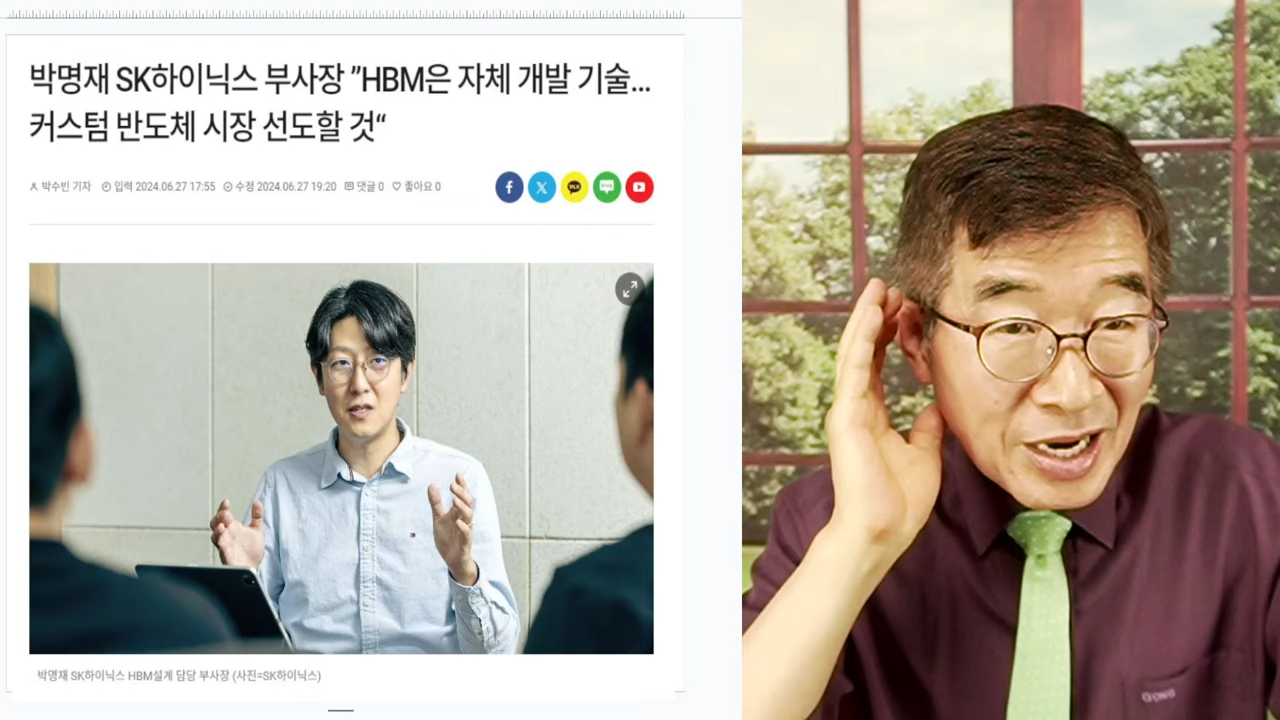 박명재 SK하이닉스 부사장 ”HBM은 자체 개발 기술...
커스텀 반도체 시장 선도할 것“
박수빈 기자 입력 2024.06.27 17:55 수정 2024.06.27 19:20 댓글 0 좋아요 0
박명재 SK하이닉스 HBM설계 담당 부사장 (사진=SK하이닉스)